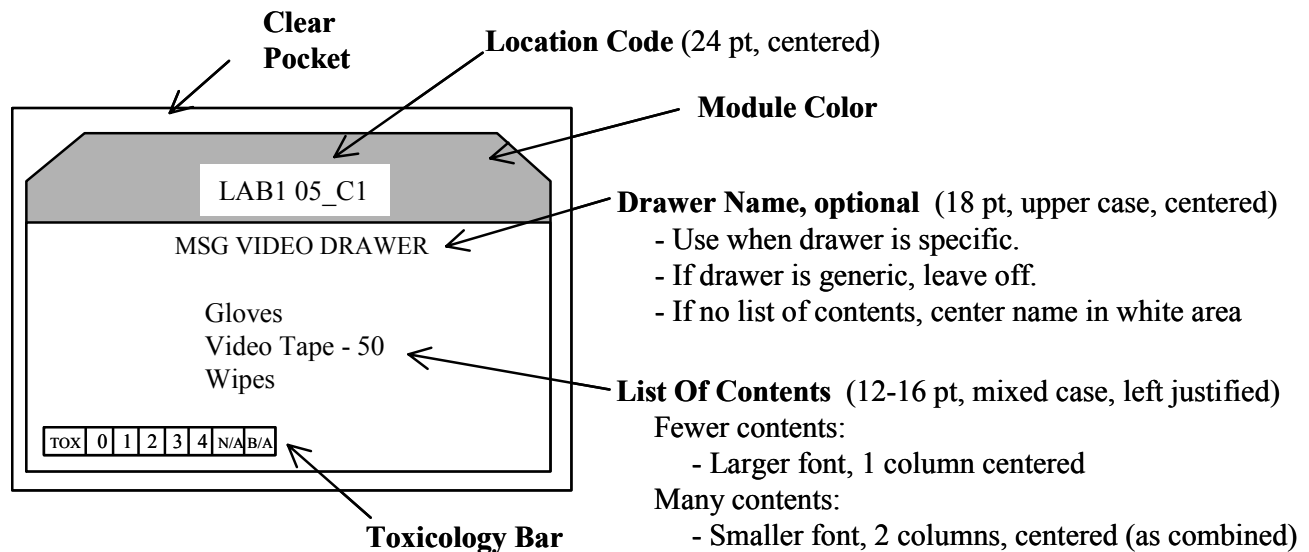 Clear
Pocket
Location Code (24 pt, centered)
Module Color
LAB1 05_C1
Drawer Name, optional (18 pt, upper case, centered)
- Use when drawer is specific.
- If drawer is generic, leave off.
- If no list of contents, center name in white area
MSG VIDEO DRAWER
Gloves
Video Tape - 50
Wipes
List Of Contents (12-16 pt, mixed case, left justified)
Fewer contents:
- Larger font, 1 column centered
Many contents:
- Smaller font, 2 columns, centered (as combined)
TOX 0 1 2 3 4 N/A B/A
Toxicology Bar